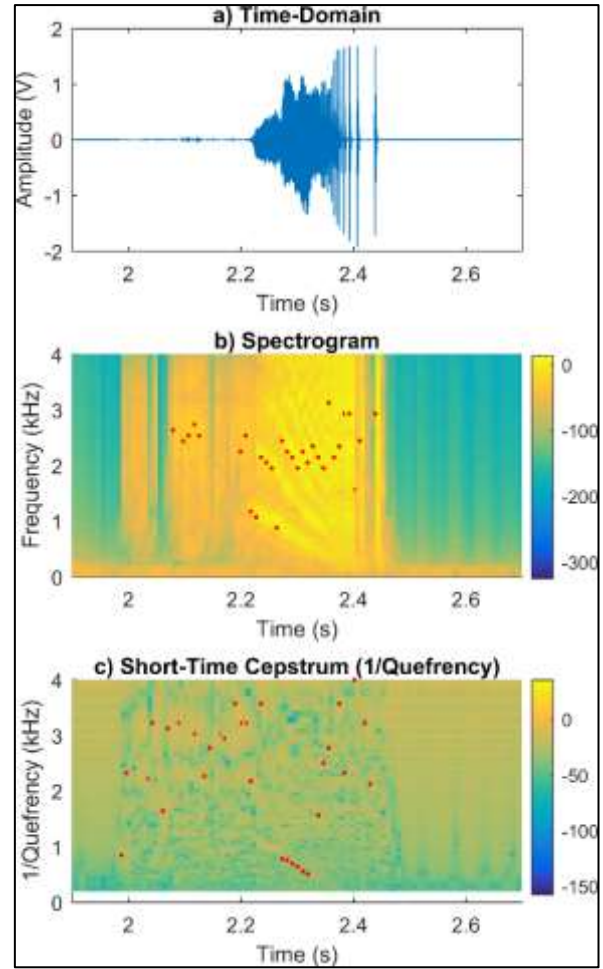 a) Time-Domain
2
1
0
-1
-2
Amplitude (V)
2 2.2 2.4 2.6
Time (s)
b) Spectrogram
4
3
2
1
0
Frequency (kHz)
0
-100
-200
-300
2 2.2 2.4 2.6
Time (s)
c) Short-Time Cepstrum (1/Quefrency)
4
3
2
1
0
1/Quefrency (kHz)
0
-50
-100
-150
2 2.2 2.4 2.6
Time (s)